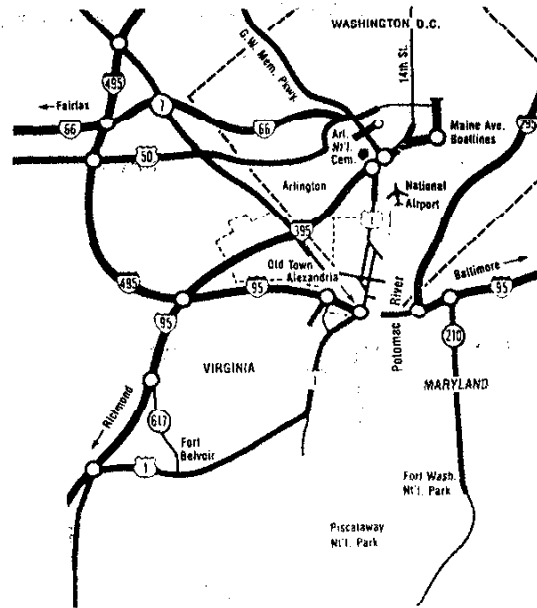 WASHINGTON D.C.
G.W. Mem. Pkwy.
14th St.
495
Fairfax
7
66
66
50
Arl.
Nt'l.
Cem.
Maine Ave.
Boatlines
295
Arlington
National
Airport
1
395
Old Town
Alexandria
Baltimore
495
95
95
95
Potomac River
210
VIRGINIA
MARYLAND
Richmond
617
Fort
Belvoir
1
Fort Wash.
Nt'l. Park
Piscataway
Nt'l. Park